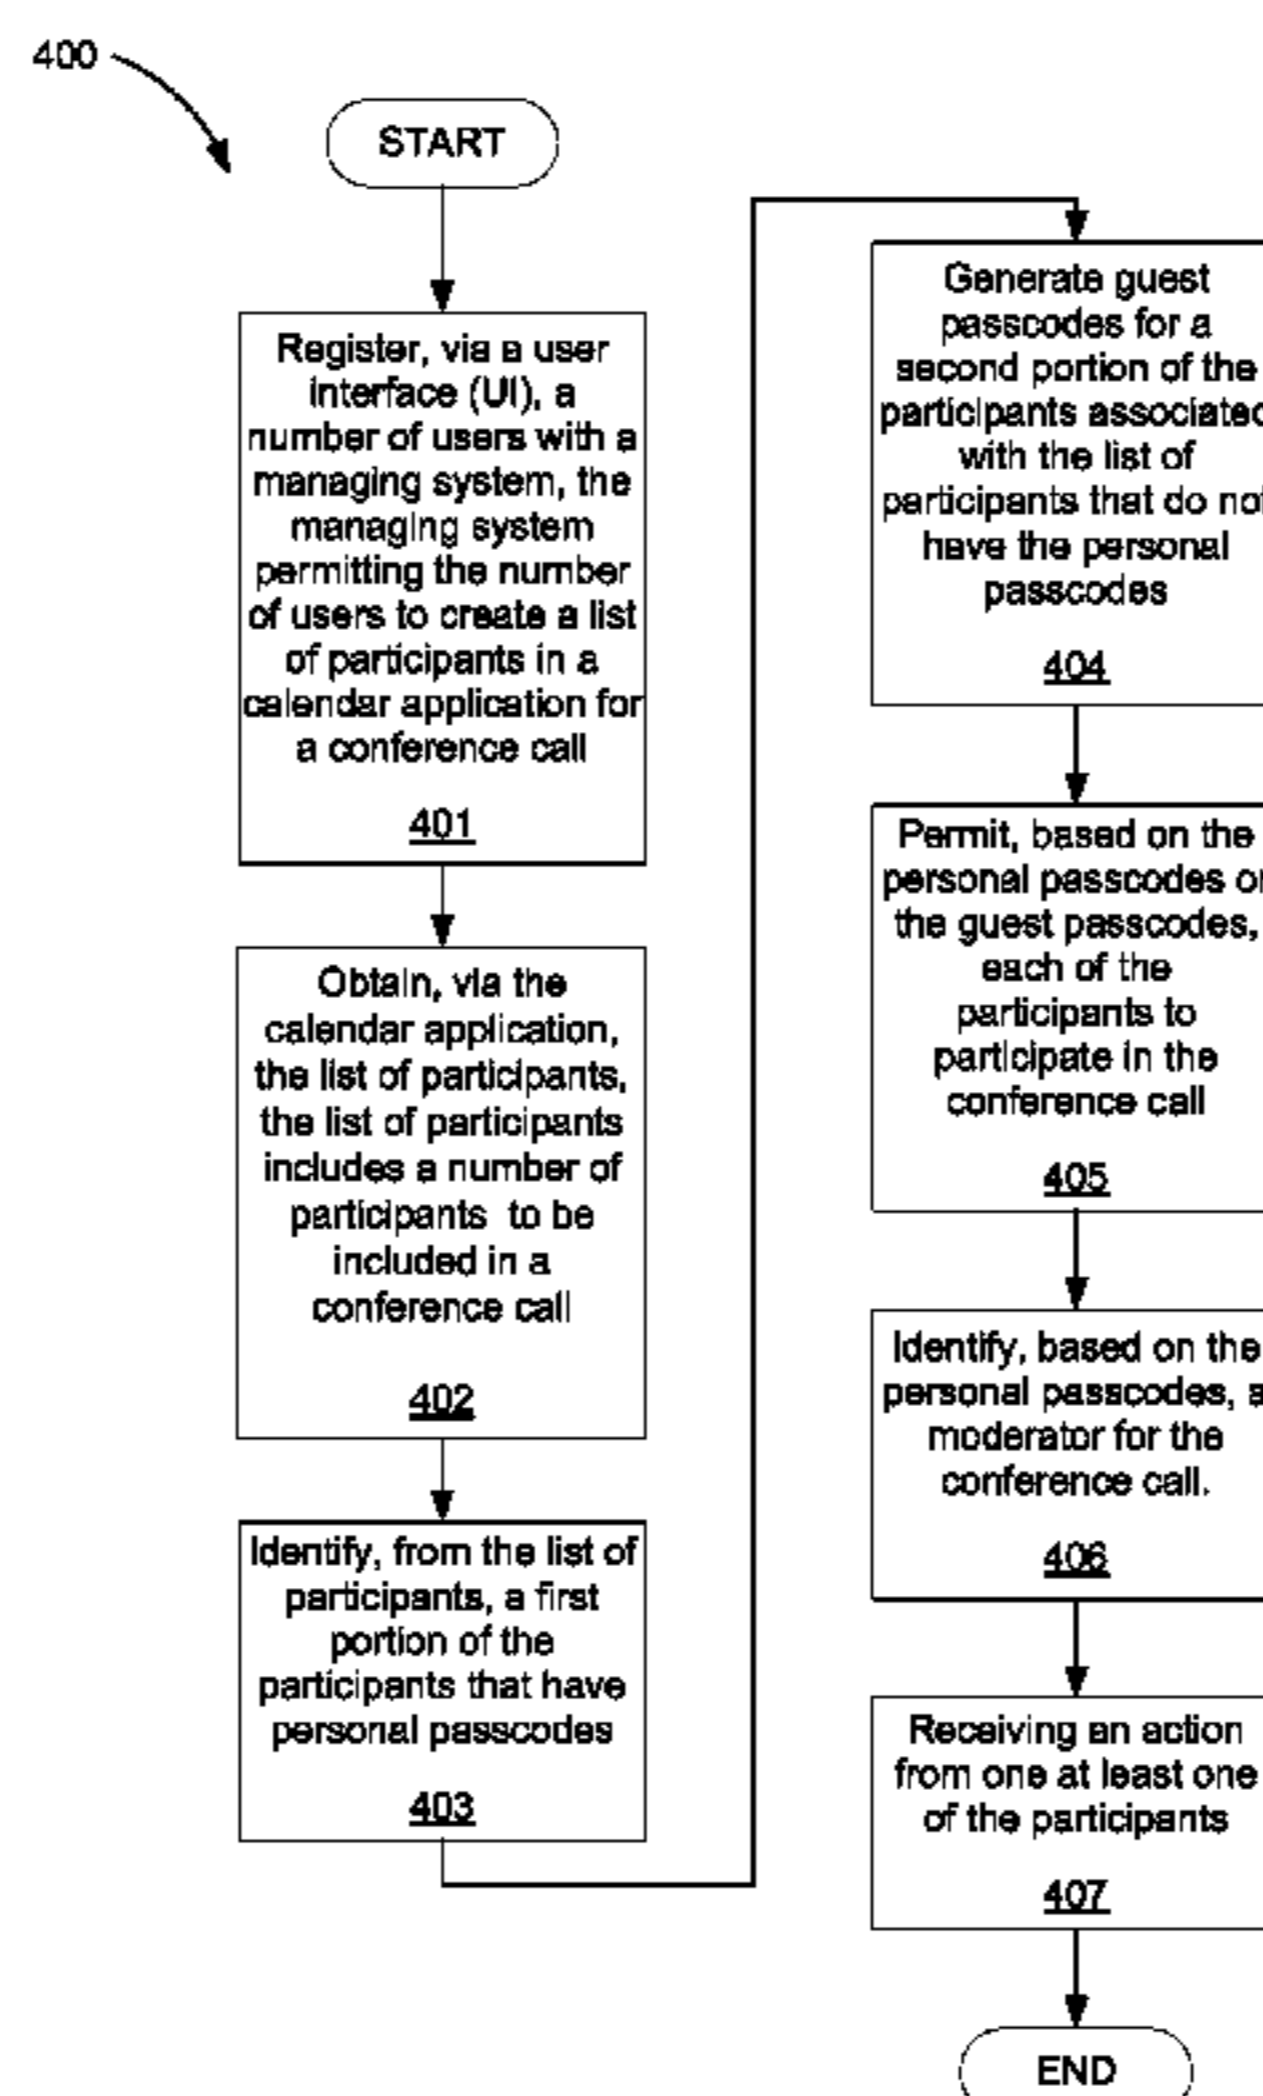 400
START
Register, via a user
interface (UI), a
number of users with a
managing system, the
managing system
permitting the number
of users to create a list
of participants in a
calendar application for
a conference call
401
Obtain, via the
calendar application,
the list of participants,
the list of participants
includes a number of
participants to be
included in a
conference call
402
Identify, from the list of
participants, a first
portion of the
participants that have
personal passcodes
403
Generate guest
passcodes for a
second portion of the
participants associated
with the list of
participants that do not
have the personal
passcodes
404
Permit, based on the
personal passcodes or
the guest passcodes,
each of the
participants to
participate in the
conference call
405
Identify, based on the
personal passcodes, a
moderator for the
conference call.
406
Receiving an action
from one at least one
of the participants
407
END